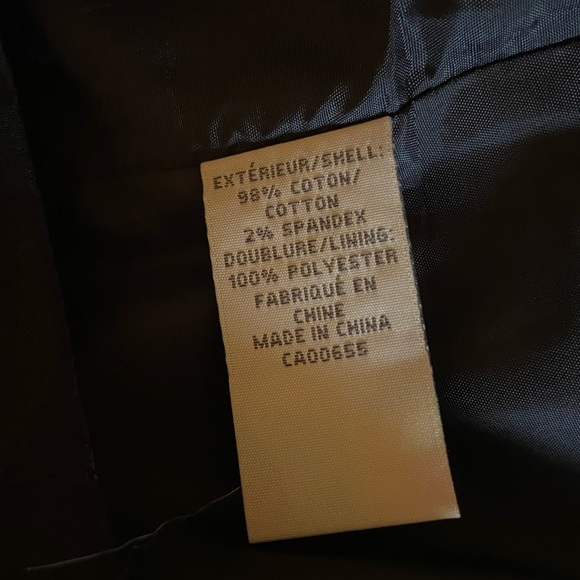 EXTÉRIEUR/SHELL:
98% COTON/
COTTON
2% SPANDEX
DOUBLURE/LINING:
100% POLYESTER
FABRIQUÉ EN
CHINE
MADE IN CHINA
CA00655